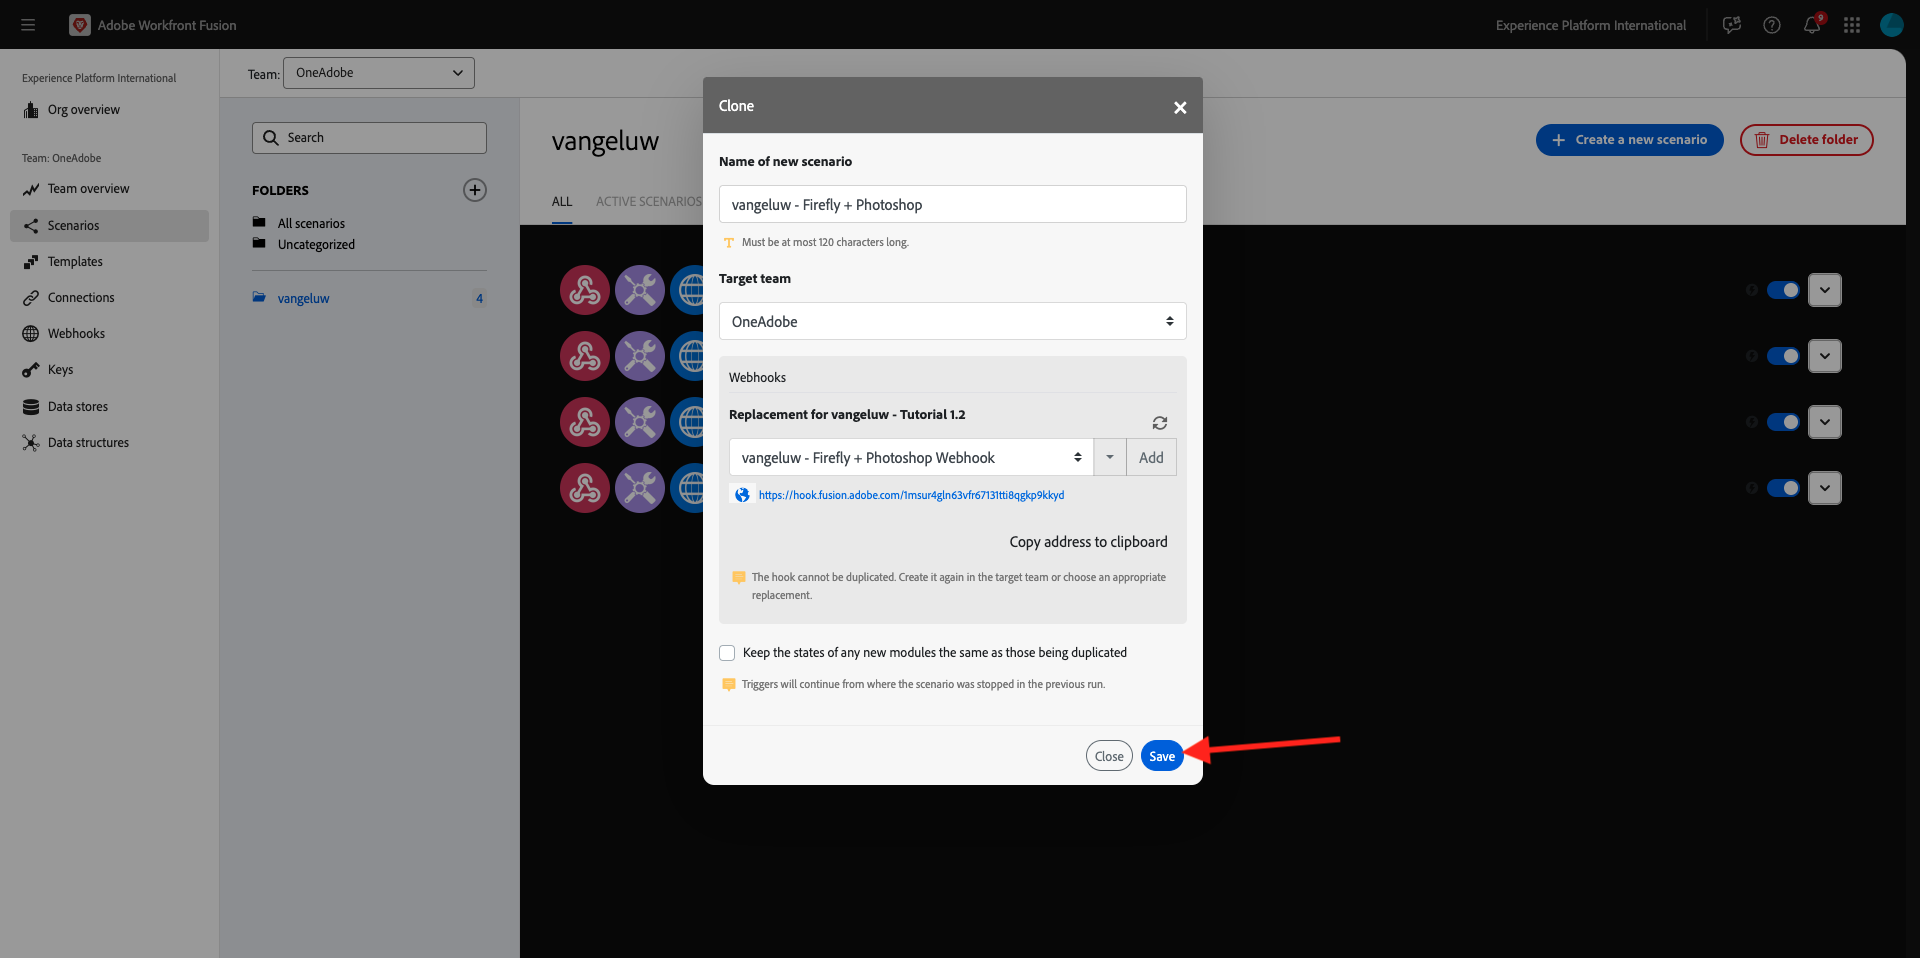 Adobe Workfront Fusion
Experience Platform International
9
Experience Platform International
Org overview
Team: OneAdobe
Team overview
Scenarios
Templates
Connections
Webhooks
Keys
Data stores
Data structures
Team:
OneAdobe
Search
FOLDERS
All scenarios
Uncategorized
vangeluw
4
vangeluw
Create a new scenario
Delete folder
ALL
ACTIVE SCENARIOS
Clone
Name of new scenario
vangeluw - Firefly + Photoshop
Must be at most 120 characters long.
Target team
OneAdobe
Webhooks
Replacement for vangeluw - Tutorial 1.2
vangeluw - Firefly + Photoshop Webhook
Add
https://hook.fusion.adobe.com/1msur4gln63vfr67131tti8qgkp9kkyd
Copy address to clipboard
The hook cannot be duplicated. Create it again in the target team or choose an appropriate
replacement.
Keep the states of any new modules the same as those being duplicated
Triggers will continue from where the scenario was stopped in the previous run.
Close
Save